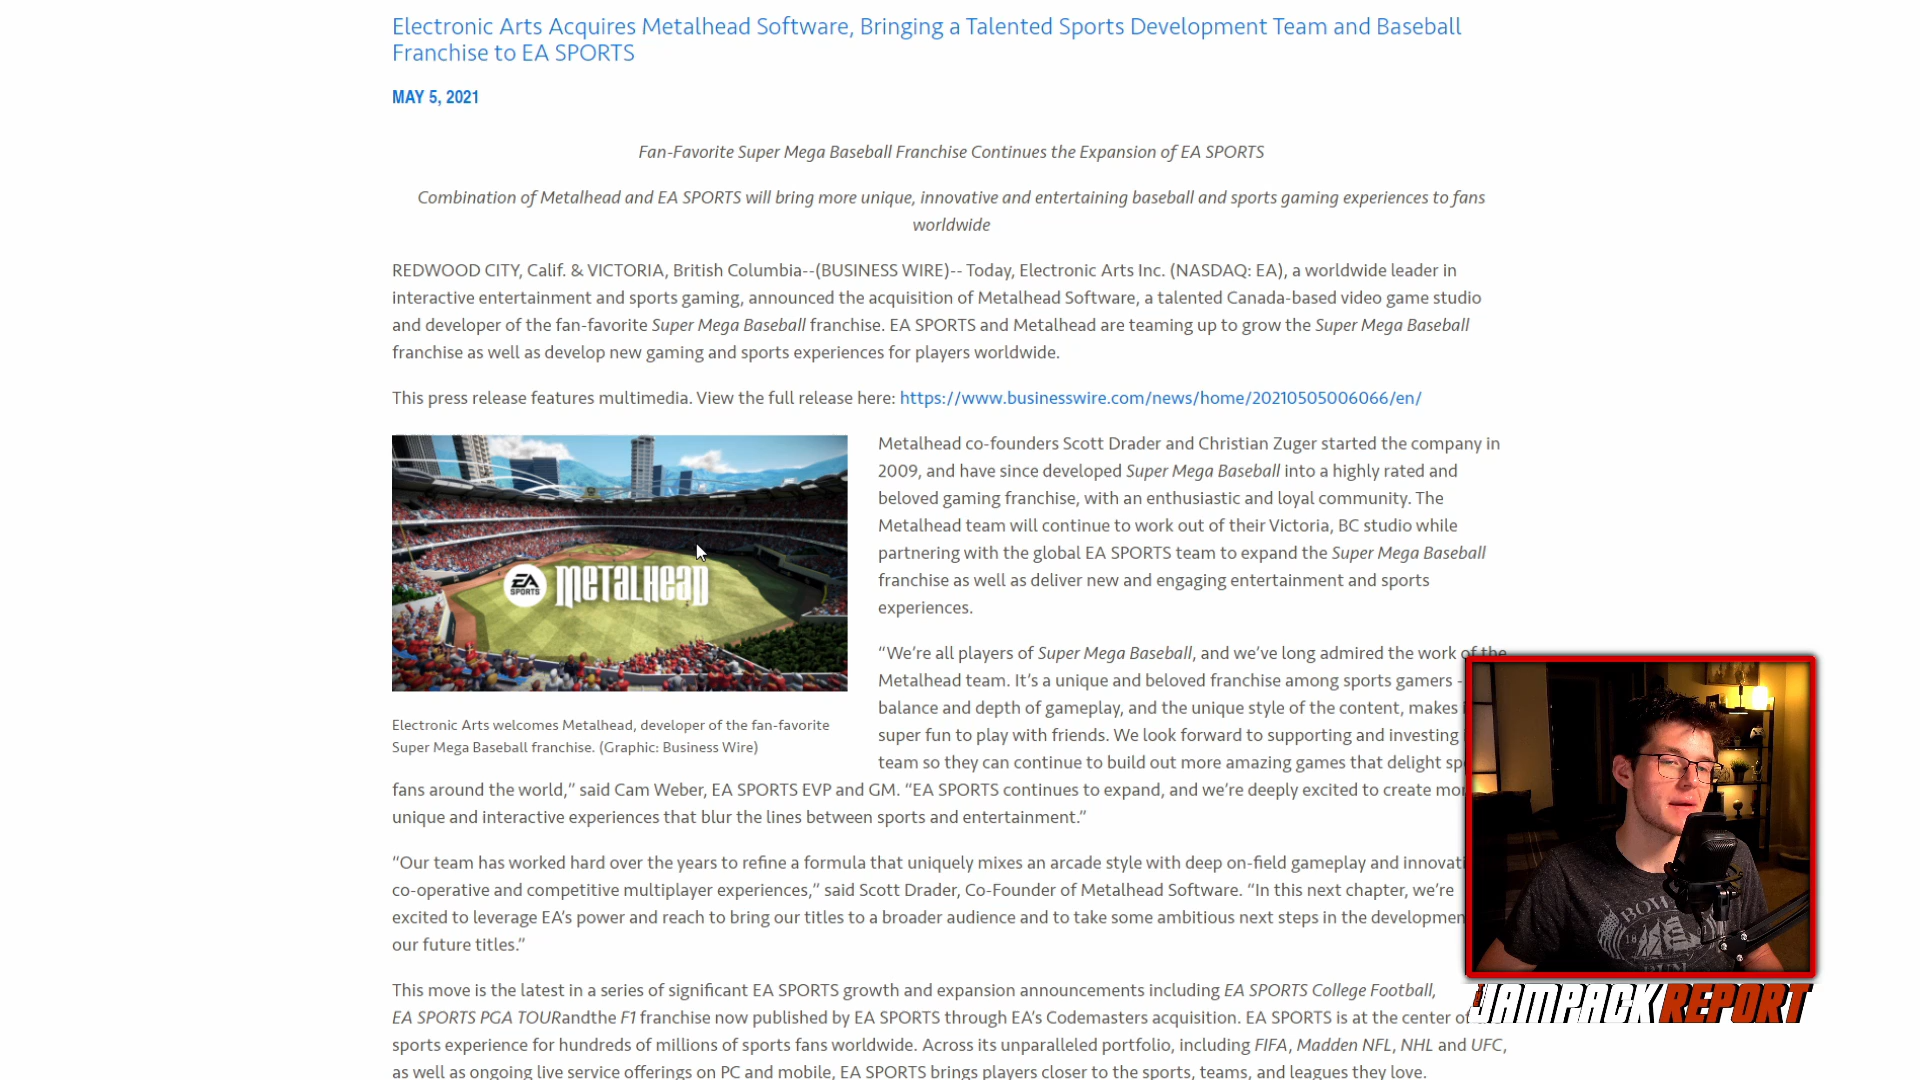 Electronic Arts Acquires Metalhead Software, Bringing a Talented Sports Development Team and Baseball
Franchise to EA SPORTS
MAY 5, 2021
Fan-Favorite Super Mega Baseball Franchise Continues the Expansion of EA SPORTS
Combination of Metalhead and EA SPORTS will bring more unique, innovative and entertaining baseball and sports gaming experiences to fans
worldwide
REDWOOD CITY, Calif. & VICTORIA, British Columbia--(BUSINESS WIRE)-- Today, Electronic Arts Inc. (NASDAQ: EA), a worldwide leader in
interactive entertainment and sports gaming, announced the acquisition of Metalhead Software, a talented Canada-based video game studio
and developer of the fan-favorite Super Mega Baseball franchise. EA SPORTS and Metalhead are teaming up to grow the Super Mega Baseball
franchise as well as develop new gaming and sports experiences for players worldwide.
This press release features multimedia. View the full release here: https://www.businesswire.com/news/home/20210505006066/en/
EA SPORTS METALHEAD
Electronic Arts welcomes Metalhead, developer of the fan-favorite
Super Mega Baseball franchise. (Graphic: Business Wire)
Metalhead co-founders Scott Drader and Christian Zuger started the company in
2009, and have since developed Super Mega Baseball into a highly rated and
beloved gaming franchise, with an enthusiastic and loyal community. The
Metalhead team will continue to work out of their Victoria, BC studio while
partnering with the global EA SPORTS team to expand the Super Mega Baseball
franchise as well as deliver new and engaging entertainment and sports
experiences.
“We’re all players of Super Mega Baseball, and we’ve long admired the work of the
Metalhead team. It’s a unique and beloved franchise among sports gamers -
balance and depth of gameplay, and the unique style of the content, makes
super fun to play with friends. We look forward to supporting and investing
team so they can continue to build out more amazing games that delight
fans around the world,” said Cam Weber, EA SPORTS EVP and GM. “EA SPORTS continues to expand, and we’re deeply excited to create
unique and interactive experiences that blur the lines between sports and entertainment.”
“Our team has worked hard over the years to refine a formula that uniquely mixes an arcade style with deep on-field gameplay and
co-operative and competitive multiplayer experiences,” said Scott Drader, Co-Founder of Metalhead Software. “In this next chapter, we’re
excited to leverage EA’s power and reach to bring our titles to a broader audience and to take some ambitious next steps in the
our future titles.”
This move is the latest in a series of significant EA SPORTS growth and expansion announcements including EA SPORTS College Football,
EA SPORTS PGA TOURandthe F1 franchise now published by EA SPORTS through EA’s Codemasters acquisition. EA SPORTS is at the center of
sports experience for hundreds of millions of sports fans worldwide. Across its unparalleled portfolio, including FIFA, Madden NFL, NHL and UFC,
as well as ongoing live service offerings on PC and mobile, EA SPORTS brings players closer to the sports, teams, and leagues they love.
JAMPACK REPORT